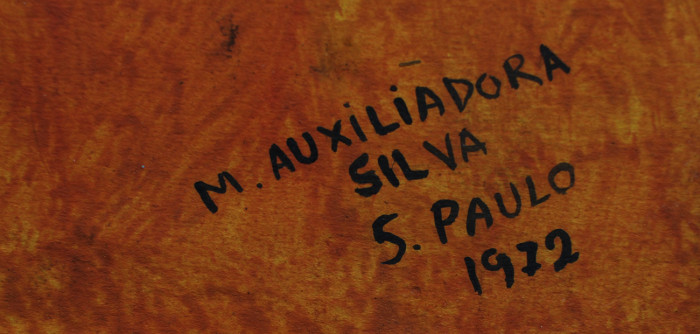 M. AUXiLiADORA
SILVA
S. PAULO
1972